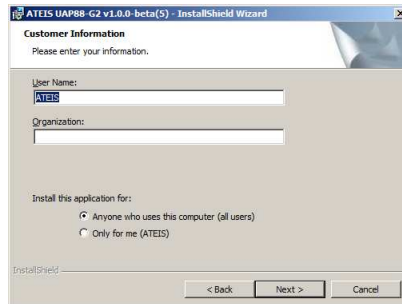 ATEIS UAP88-G2 v1.0.0-beta(5) - InstallShield Wizard
Customer Information
Please enter your information.
User Name:
ATEIS
Organization:
Install this application for:
Anyone who uses this computer (all users)
Only for me (ATEIS)
InstallShield
< Back Next > Cancel